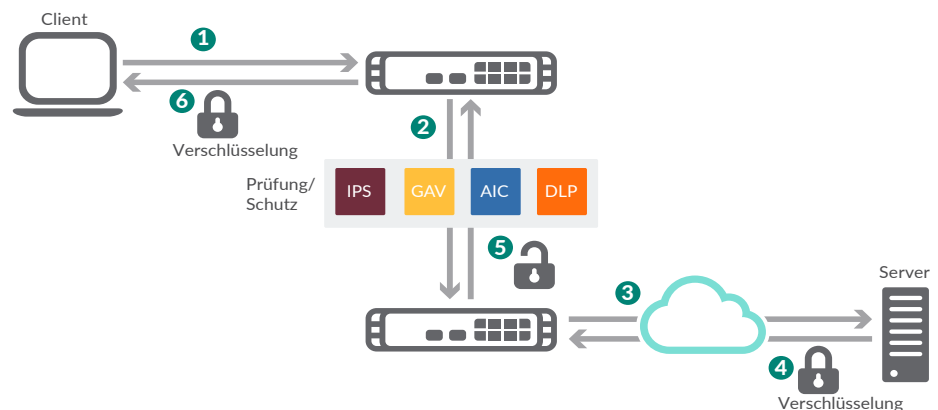 Client
1
6
2
Verschlüsselung
Prüfung/
Schutz
IPS GAV AIC DLP
5
3
Server
4
Verschlüsselung